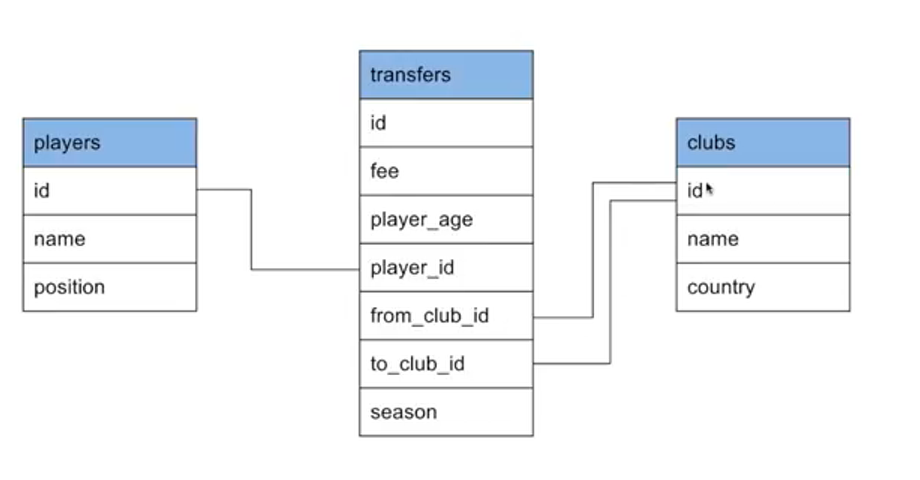 players
id
name
position
transfers
id
fee
player_age
player_id
from_club_id
to_club_id
season
clubs
id
name
country